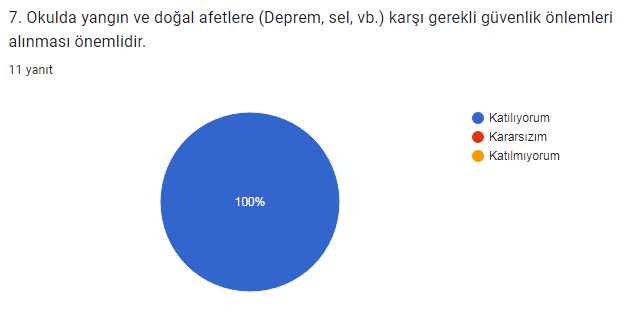 7. Okulda yangın ve doğal afetlere (Deprem, sel, vb.) karşı gerekli güvenlik önlemleri
alınması önemlidir.
11 yanıt
Katılıyorum
Kararsızım
Katılmıyorum
100%